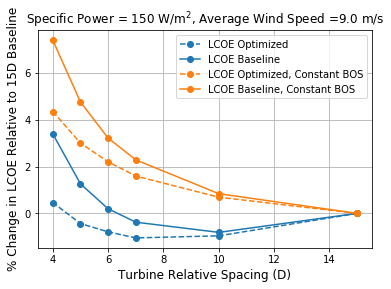 Specific Power = 150 W/m², Average Wind Speed =9.0 m/s
% Change in LCOE Relative to 15D Baseline
LCOE Optimized
LCOE Baseline
LCOE Optimized, Constant BOS
LCOE Baseline, Constant BOS
6
4
2
0
4 6 8 10 12 14
Turbine Relative Spacing (D)